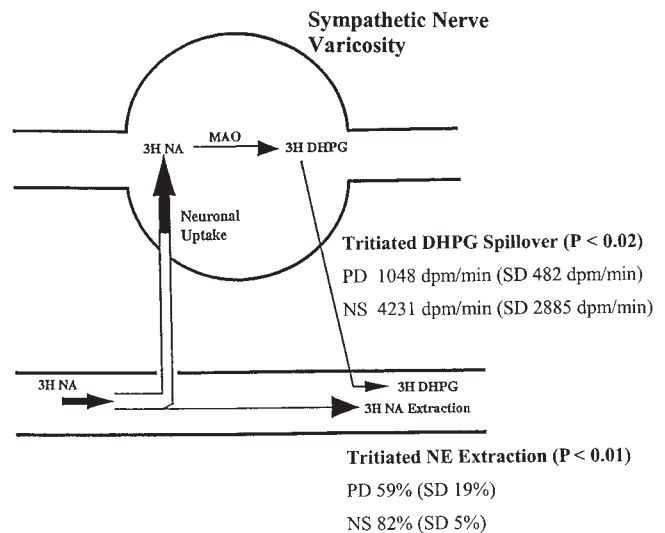 Sympathetic Nerve
Varicosity
MAO
3H NA
3H DHPG
Neuronal
Uptake
Tritiated DHPG Spillover (P < 0.02)
PD 1048 dpm/min (SD 482 dpm/min)
NS 4231 dpm/min (SD 2885 dpm/min)
3H NA
3H DHPG
3H NA Extraction
Tritiated NE Extraction (P < 0.01)
PD 59% (SD 19%)
NS 82% (SD 5%)